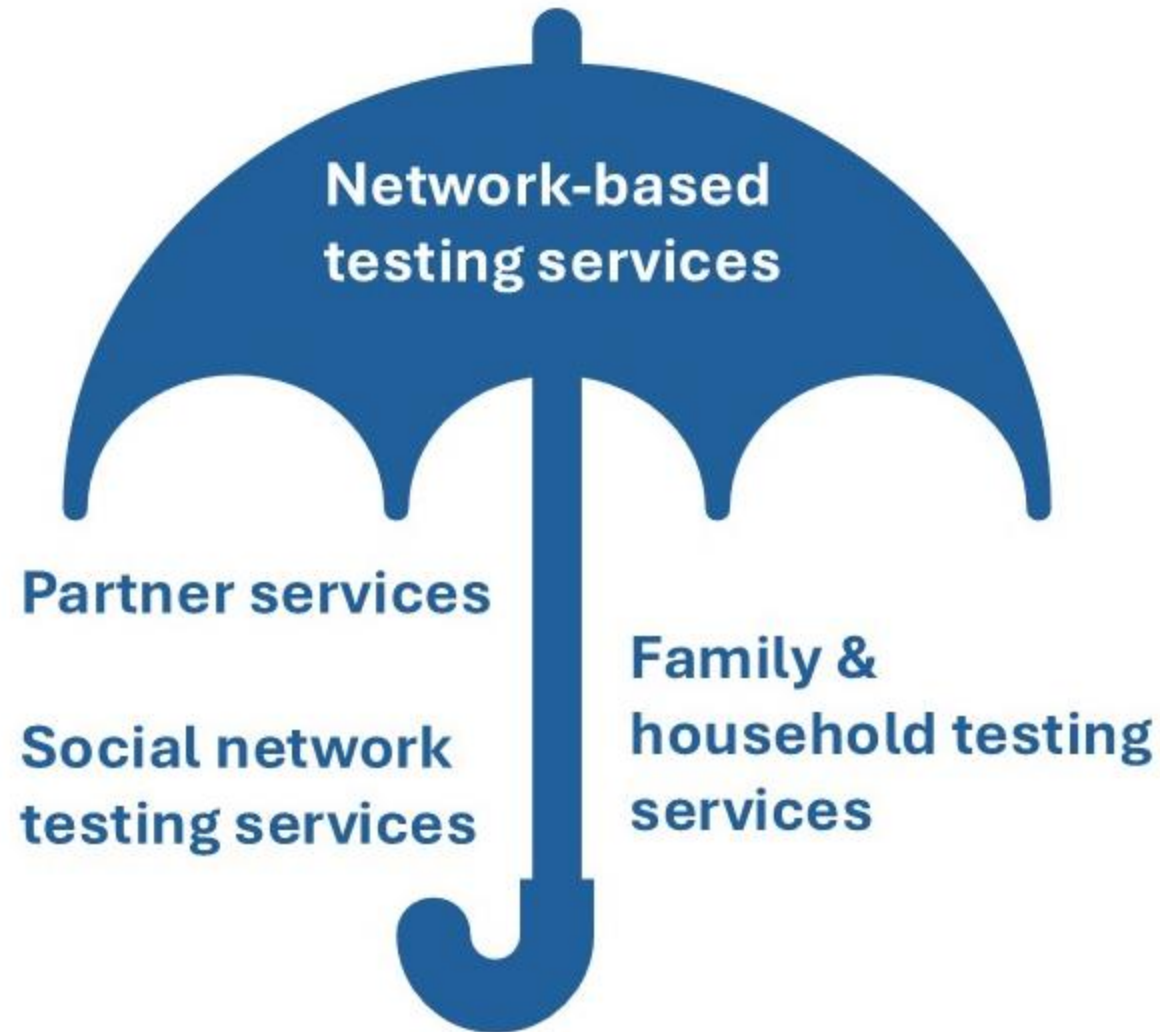 Network-based
testing services
Partner services
Social network
testing services
Family &
household testing
services